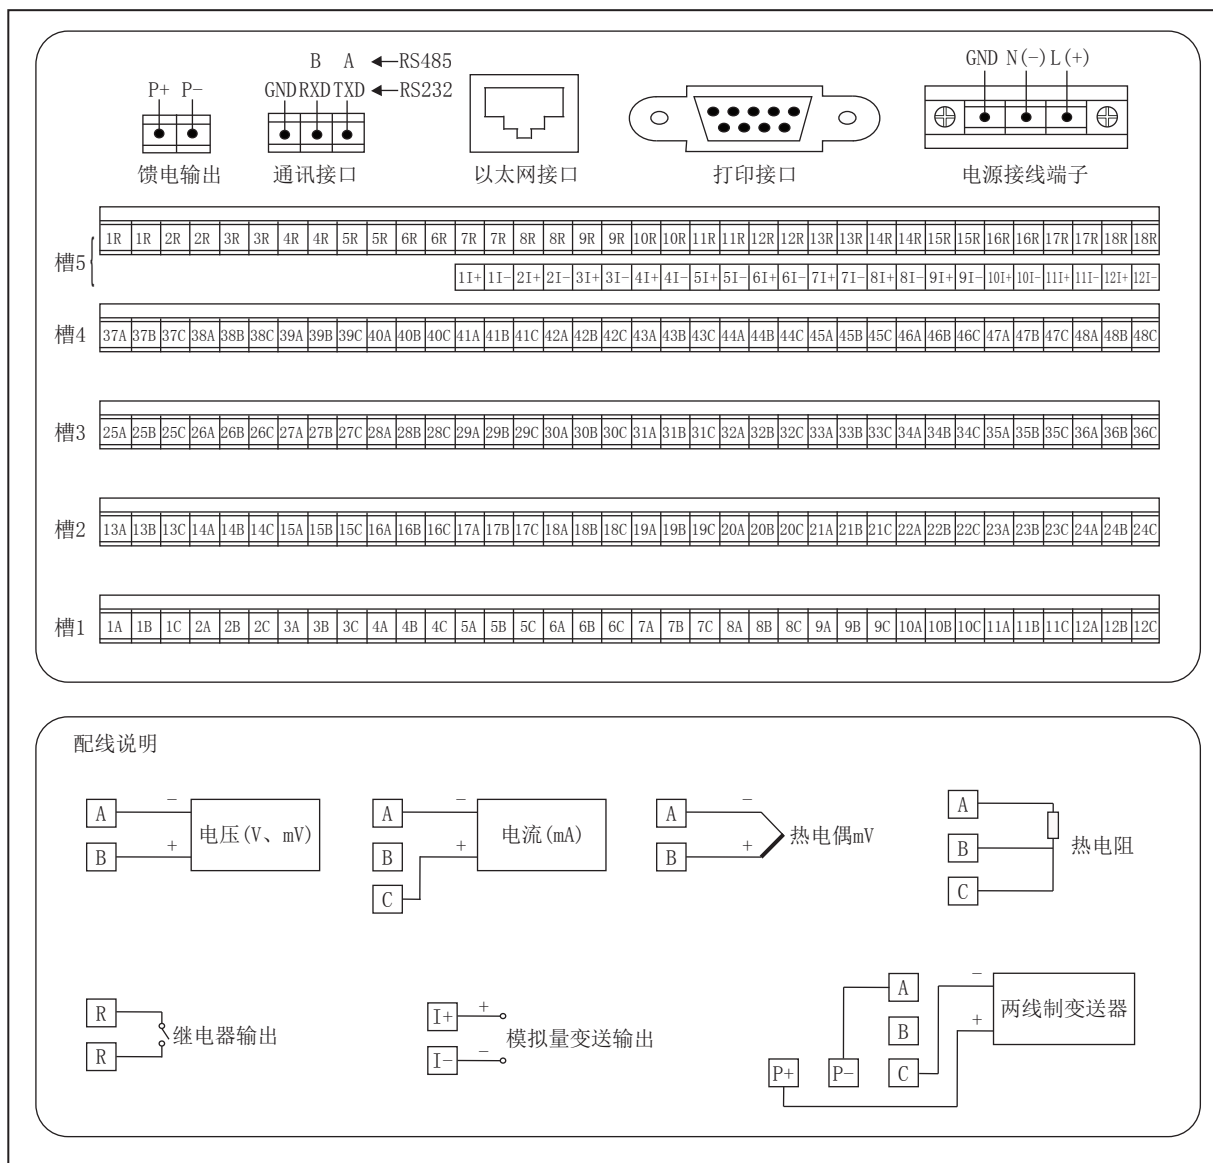 B A ←RS485
GND RXD TXD ←RS232
P+ P-
GND N(-) L(+)
馈电输出 通讯接口 以太网接口 打印接口 电源接线端子
槽5 1R 1R 2R 2R 3R 3R 4R 4R 5R 5R 6R 6R 7R 7R 8R 8R 9R 9R 10R 10R 11R 11R 12R 12R 13R 13R 14R 14R 15R 15R 16R 16R 17R 17R 18R 18R
1I+ 1I- 2I+ 2I- 3I+ 3I- 4I+ 4I- 5I+ 5I- 6I+ 6I- 7I+ 7I- 8I+ 8I- 9I+ 9I- 10I+ 10I- 11I+ 11I- 12I+ 12I-
槽4 37A 37B 37C 38A 38B 38C 39A 39B 39C 40A 40B 40C 41A 41B 41C 42A 42B 42C 43A 43B 43C 44A 44B 44C 45A 45B 45C 46A 46B 46C 47A 47B 47C 48A 48B 48C
槽3 25A 25B 25C 26A 26B 26C 27A 27B 27C 28A 28B 28C 29A 29B 29C 30A 30B 30C 31A 31B 31C 32A 32B 32C 33A 33B 33C 34A 34B 34C 35A 35B 35C 36A 36B 36C
槽2 13A 13B 13C 14A 14B 14C 15A 15B 15C 16A 16B 16C 17A 17B 17C 18A 18B 18C 19A 19B 19C 20A 20B 20C 21A 21B 21C 22A 22B 22C 23A 23B 23C 24A 24B 24C
槽1 1A 1B 1C 2A 2B 2C 3A 3B 3C 4A 4B 4C 5A 5B 5C 6A 6B 6C 7A 7B 7C 8A 8B 8C 9A 9B 9C 10A 10B 10C 11A 11B 11C 12A 12B 12C
配线说明
A -
B +
电压(V、mV)
A -
B +
C
电流(mA)
A -
B +
热电偶mV
A
B
C
热电阻
R
R
继电器输出
I+ +
I- -
模拟量变送输出
A -
B +
P+ P- C
两线制变送器